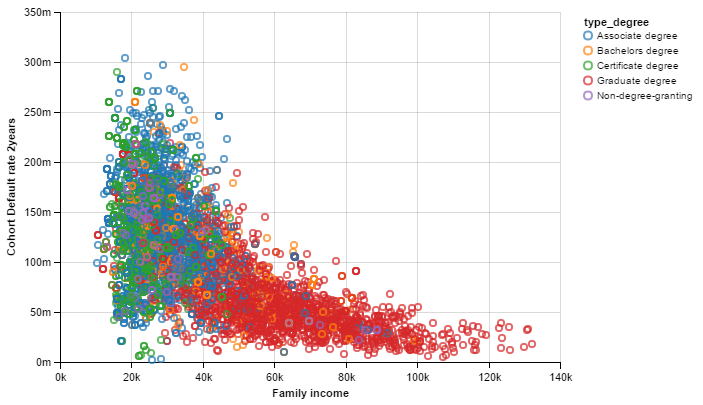 type_degree
Associate degree
Bachelors degree
Certificate degree
Graduate degree
Non-degree-granting
Cohort Default rate 2years
350m
300m
250m
200m
150m
100m
50m
0m
0k
20k
40k
60k
80k
100k
120k
140k
Family income